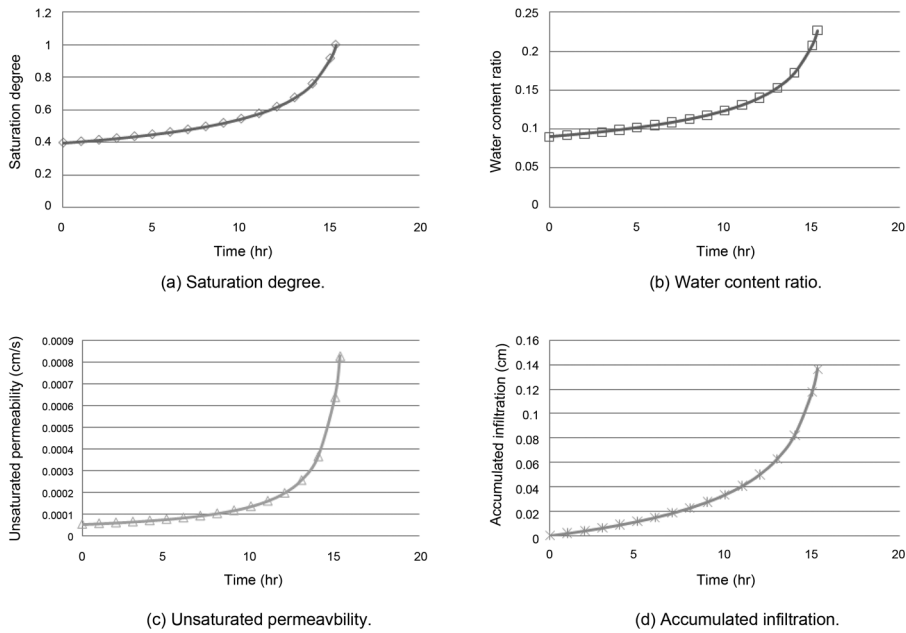 1.2
1
0.8
0.6
0.4
0.2
0
Saturation degree
0 5 10 15 20
Time (hr)
(a) Saturation degree.
0.25
0.2
0.15
0.1
0.05
0
Water content ratio
0 5 10 15 20
Time (hr)
(b) Water content ratio.
0.0009
0.0008
0.0007
0.0006
0.0005
0.0004
0.0003
0.0002
0.0001
0
Unsaturated permeability (cm/s)
0 5 10 15 20
Time (hr)
(c) Unsaturated permeavbility.
0.16
0.14
0.12
0.10
0.08
0.06
0.04
0.02
0
Accumulated infiltration (cm)
0 5 10 15 20
Time (hr)
(d) Accumulated infiltration.